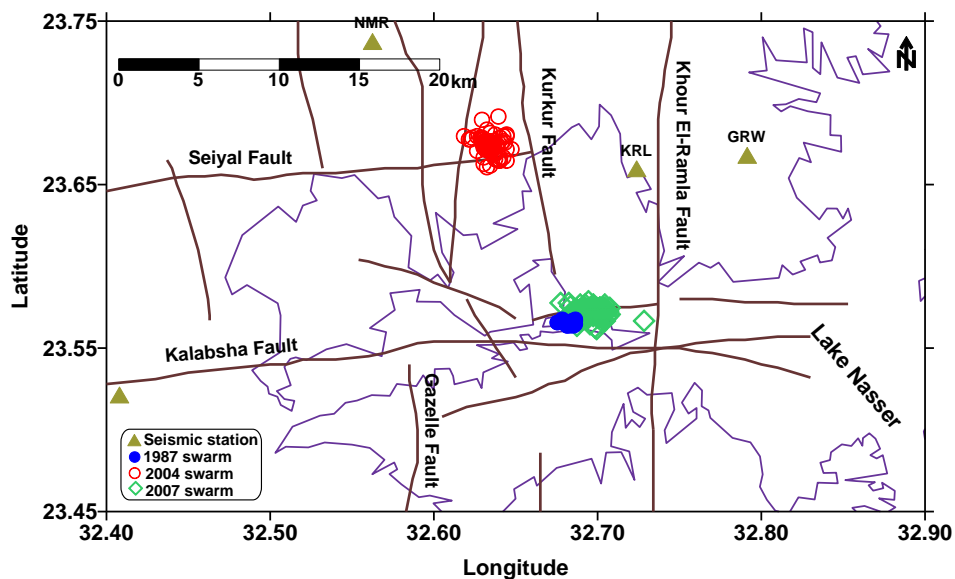 23.75
NMR
N
0
5
10
15
20
km
Kurkur Fault
Khour El-Ramla Fault
KRL
GRW
Seiyal Fault
23.65
Latitude
23.55
Kalabsha Fault
Gazelle Fault
Lake Nasser
Seismic station
1987 swarm
2004 swarm
2007 swarm
23.45
32.40
32.50
32.60
32.70
32.80
32.90
Longitude